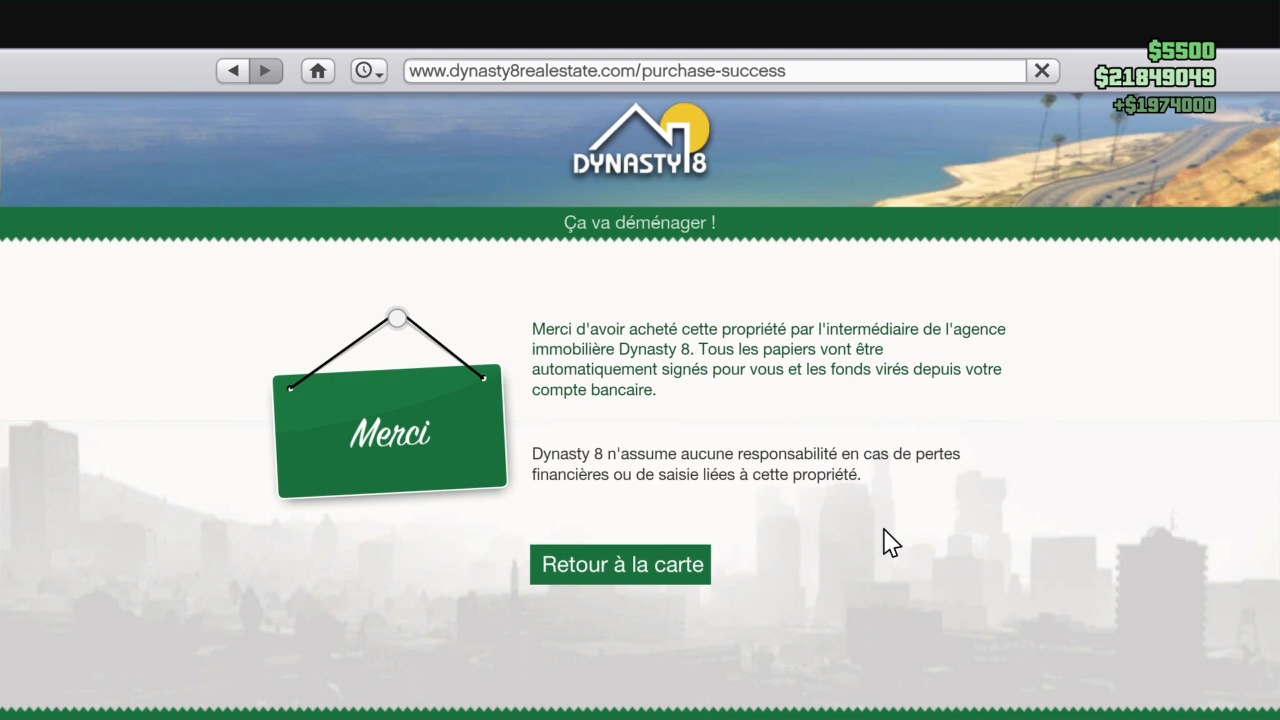 $5500
www.dynasty8realestate.com/purchase-success
$21849049
+$1974000
DYNASTY8
Ça va déménager !
Merci d'avoir acheté cette propriété par l'intermédiaire de l'agence
immobilière Dynasty 8. Tous les papiers vont être
automatiquement signés pour vous et les fonds virés depuis votre
compte bancaire.
Merci
Dynasty 8 n'assume aucune responsabilité en cas de pertes
financières ou de saisie liées à cette propriété.
Retour à la carte